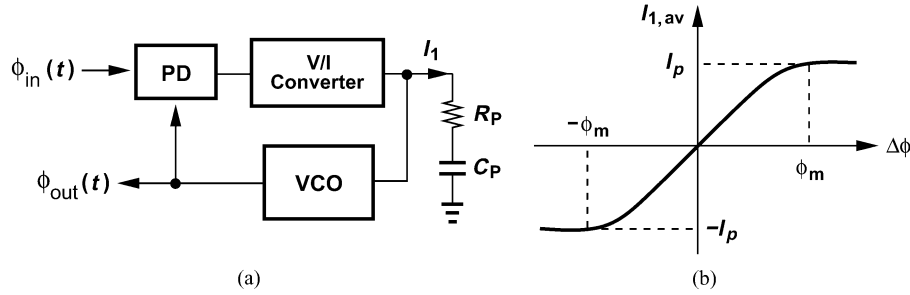 ϕin (t)
PD
V/I
Converter
I1
RP
CP
VCO
ϕout (t)
(a)
I1, av
Ip
−ϕm
Δϕ
ϕm
−Ip
(b)